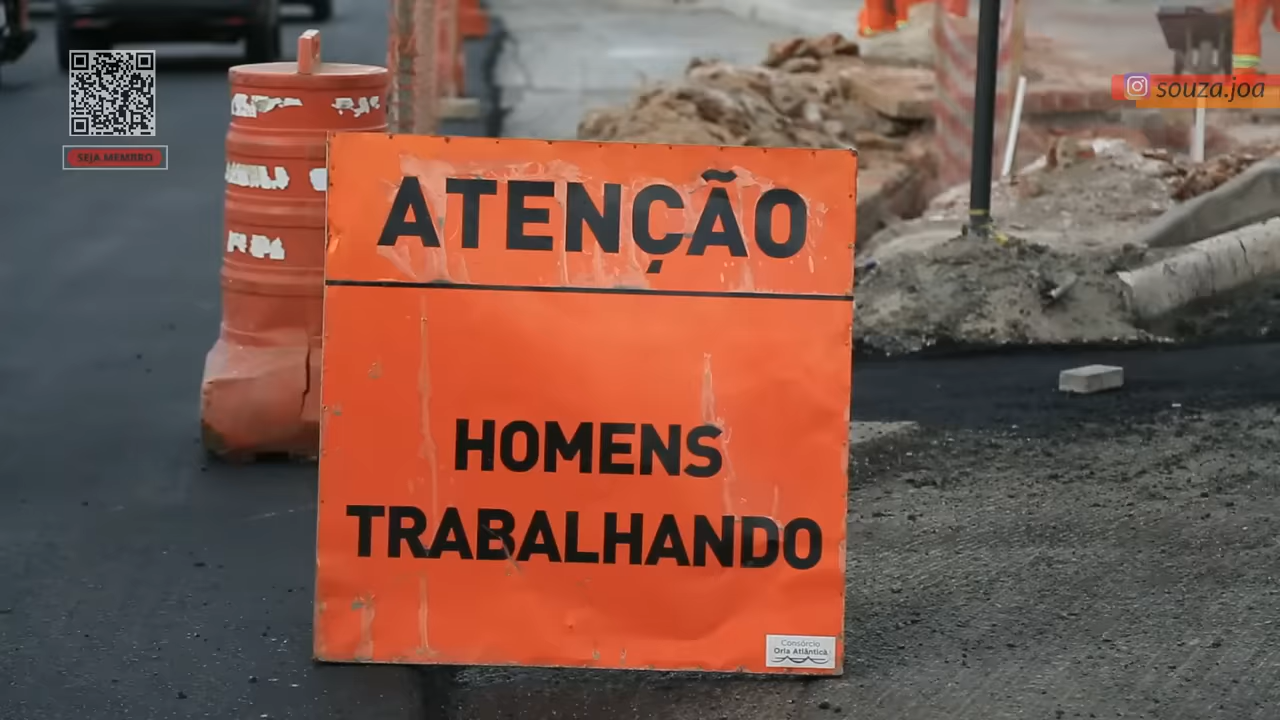 SEJA MEMBRO
souza.joa
ATENÇÃO
HOMENS
TRABALHANDO
Consórcio
Orla Atlântica